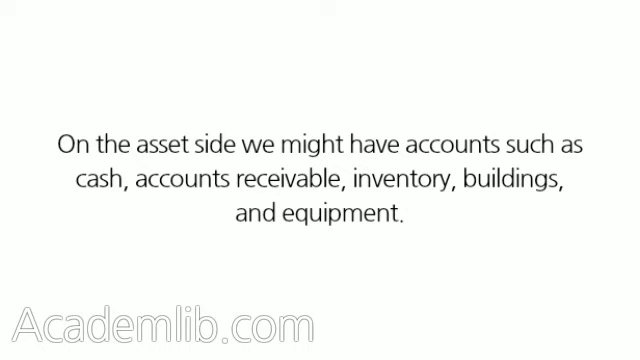 On the asset side we might have accounts such as
cash, accounts receivable, inventory, buildings,
and equipment.
Academlib.com